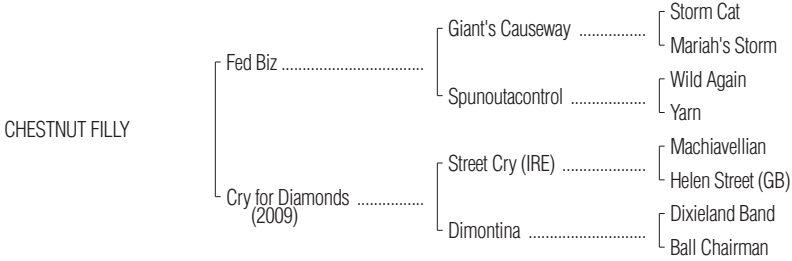 Storm Cat
Giant's Causeway ................
Mariah's Storm
Fed Biz .................................
Wild Again
Spunoutacontrol ..................
Yarn
CHESTNUT FILLY
Machiavellian
Street Cry (IRE) ....................
Helen Street (GB)
Cry for Diamonds ................
(2009)
Dixieland Band
Dimontina ............................
Ball Chairman